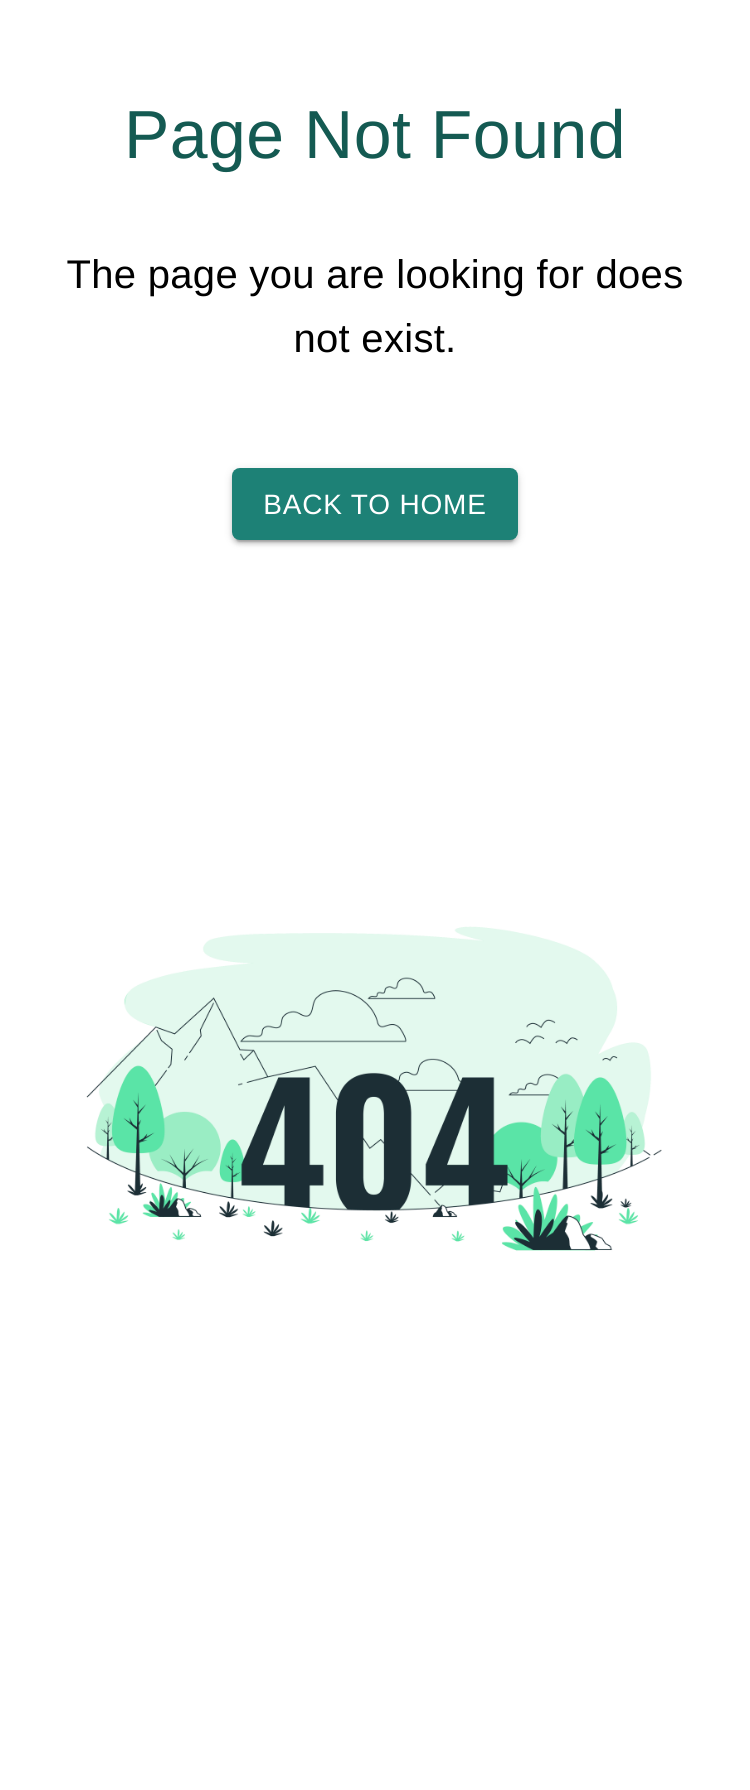 Page Not Found
The page you are looking for does
not exist.
BACK TO HOME
404